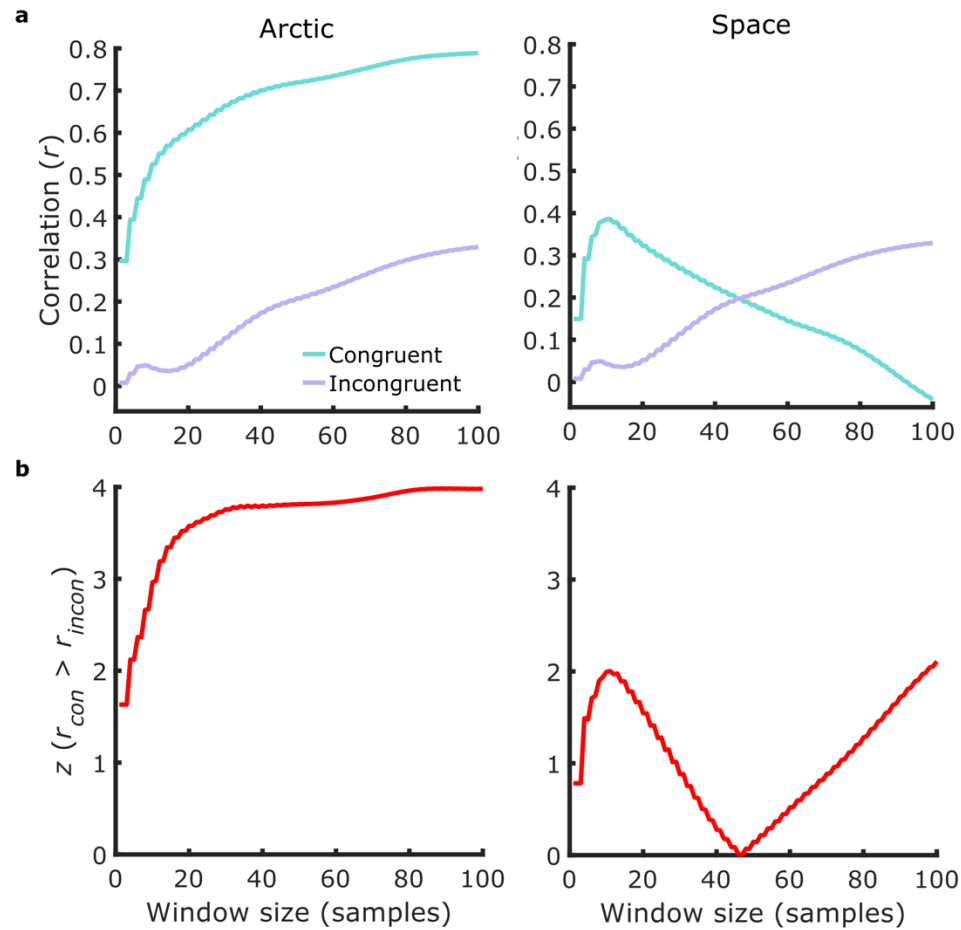 a
Arctic
Space
Correlation (r)
0.8
0.7
0.6
0.5
0.4
0.3
0.2
0.1
0
0 20 40 60 80 100
Congruent
Incongruent
0.8
0.7
0.6
0.5
0.4
0.3
0.2
0.1
0
0 20 40 60 80 100
b
z (r_con > r_incon)
4
3
2
1
0
0 20 40 60 80 100
Window size (samples)
4
3
2
1
0
0 20 40 60 80 100
Window size (samples)